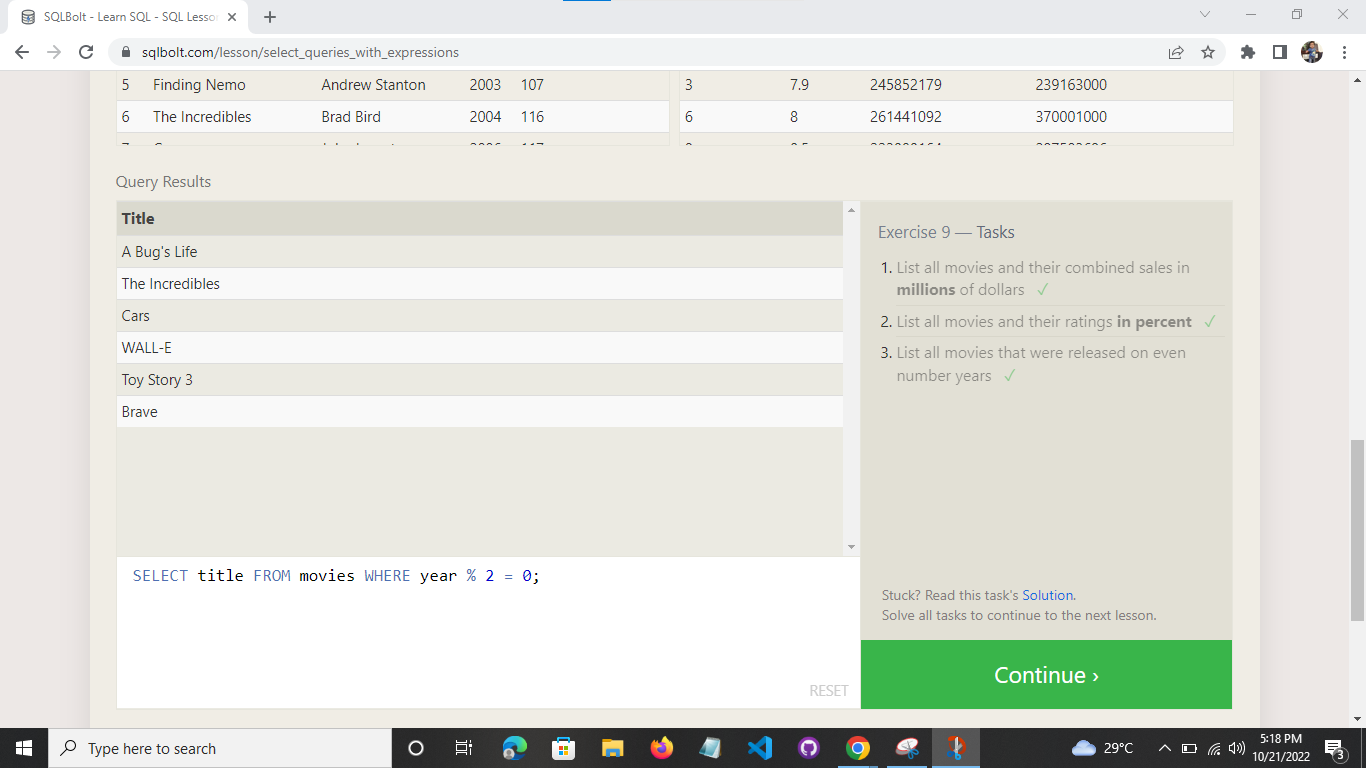 SQLBolt - Learn SQL - SQL Lesson
sqlbolt.com/lesson/select_queries_with_expressions
5 Finding Nemo Andrew Stanton 2003 107 3 7.9 245852179 239163000
6 The Incredibles Brad Bird 2004 116 6 8 261441092 370001000
Query Results
Title
A Bug's Life
The Incredibles
Cars
WALL-E
Toy Story 3
Brave
Exercise 9 — Tasks
1. List all movies and their combined sales in
millions of dollars ✓
2. List all movies and their ratings in percent ✓
3. List all movies that were released on even
number years ✓
SELECT title FROM movies WHERE year % 2 = 0;
RESET
Stuck? Read this task's Solution.
Solve all tasks to continue to the next lesson.
Continue ›
Type here to search
29°C
5:18 PM
10/21/2022
3